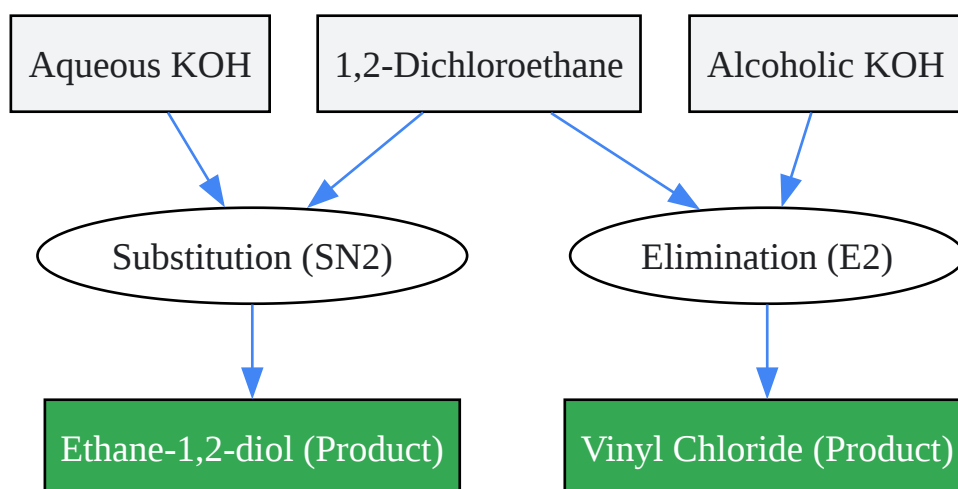 Aqueous KOH
1,2-Dichloroethane
Alcoholic KOH
Substitution (SN2)
Elimination (E2)
Ethane-1,2-diol (Product)
Vinyl Chloride (Product)